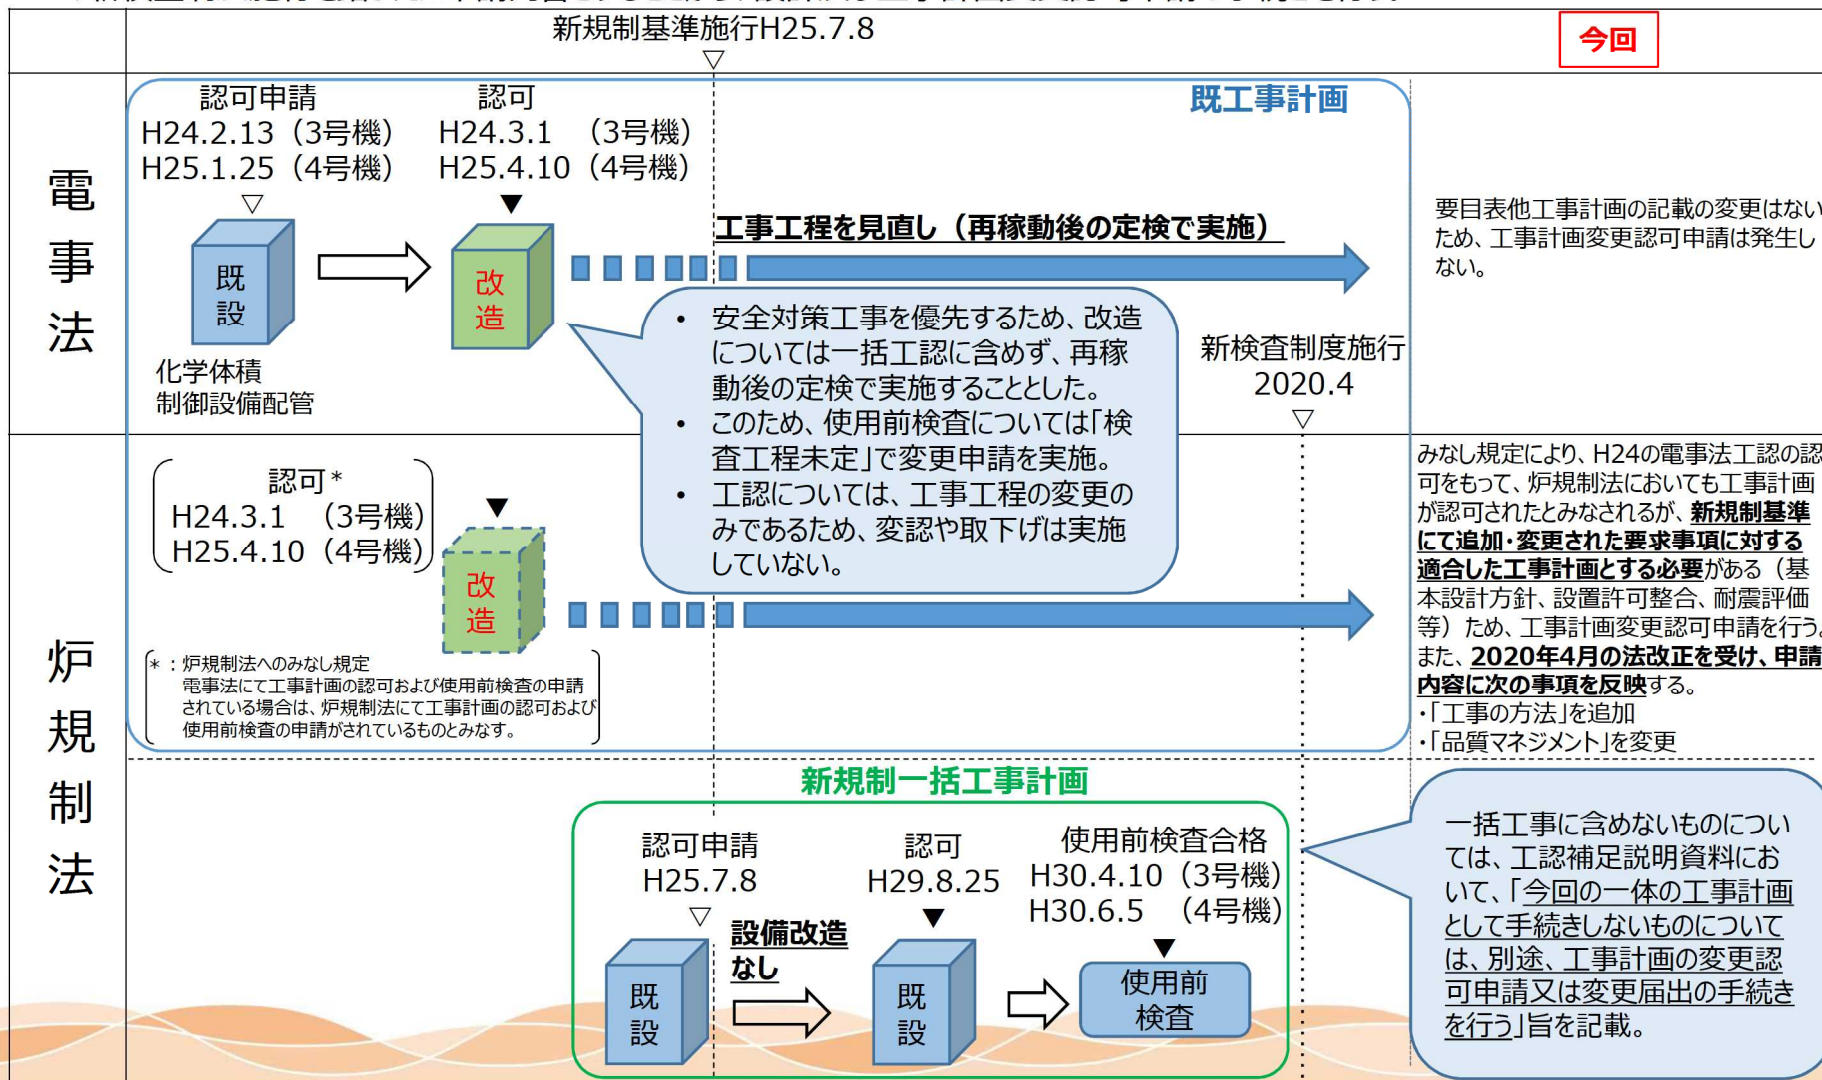 新規制基準施行H25.7.8
今回
電事法
既工事計画
認可申請
H24.2.13（3号機）
H25.1.25（4号機）
▽
認可
H24.3.1　（3号機）
H25.4.10（4号機）
▼
既設
改造
化学体積
制御設備配管
工事工程を見直し（再稼動後の定検で実施）
• 安全対策工事を優先するため、改造
については一括工認に含めず、再稼
動後の定検で実施することとした。
• このため、使用前検査については「検
査工程未定」で変更申請を実施。
• 工認については、工事工程の変更の
みであるため、変認や取下げは実施
していない。
新検査制度施行
2020.4
▽
要目表他工事計画の記載の変更はない
ため、工事計画変更認可申請は発生し
ない。
炉規制法
認可*
H24.3.1　（3号機）
H25.4.10（4号機）
▼
改造
*：炉規制法へのみなし規定
電事法にて工事計画の認可および使用前検査の申請
されている場合は、炉規制法にて工事計画の認可および
使用前検査の申請がされているものとみなす。
みなし規定により、H24の電事法工認の認
可をもって、炉規制法においても工事計画
が認可されたとみなされるが、新規制基準
にて追加・変更された要求事項に対する
適合した工事計画とする必要がある（基
本設計方針、設置許可整合、耐震評価
等）ため、工事計画変更認可申請を行う。
また、2020年4月の法改正を受け、申請
内容に次の事項を反映する。
・「工事の方法」を追加
・「品質マネジメント」を変更
新規制一括工事計画
認可申請
H25.7.8
▽
既設
設備改造
なし
認可
H29.8.25
▼
既設
使用前検査合格
H30.4.10（3号機）
H30.6.5　（4号機）
▼
使用前
検査
一括工事に含めないものについ
ては、工認補足説明資料にお
いて、「今回の一体の工事計画
として手続きしないものについて
は、別途、工事計画の変更認
可申請又は変更届出の手続き
を行う」旨を記載。